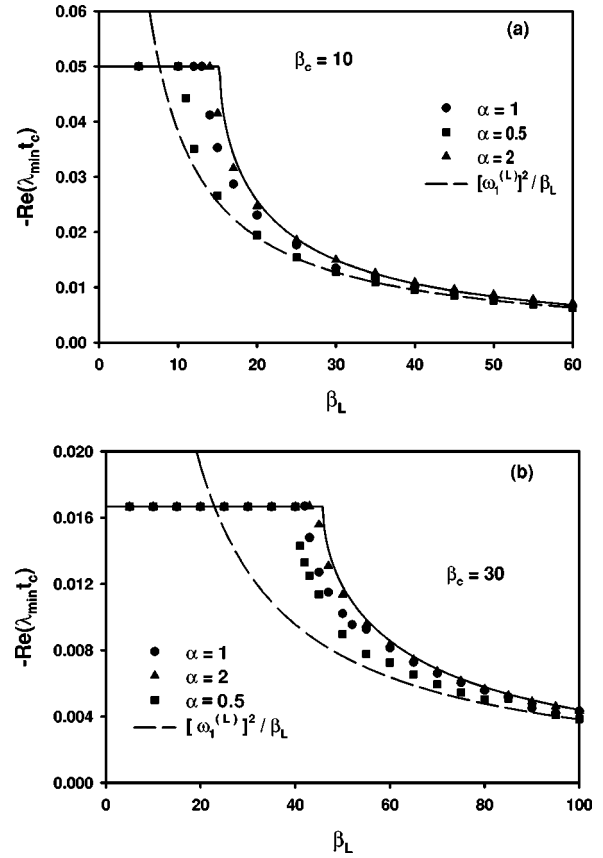 0.06
(a)
β_c = 10
0.05
0.04
α = 1
α = 0.5
0.03
α = 2
[ω₁^(L)]² / β_L
-Re(λ_min t_c)
0.02
0.01
0.00
0 10 20 30 40 50 60
β_L
0.020
(b)
0.016
β_c = 30
0.012
-Re(λ_min t_c)
0.008
α = 1
α = 2
0.004
α = 0.5
[ ω₁^(L)]² / β_L
0.000
0 20 40 60 80 100
β_L